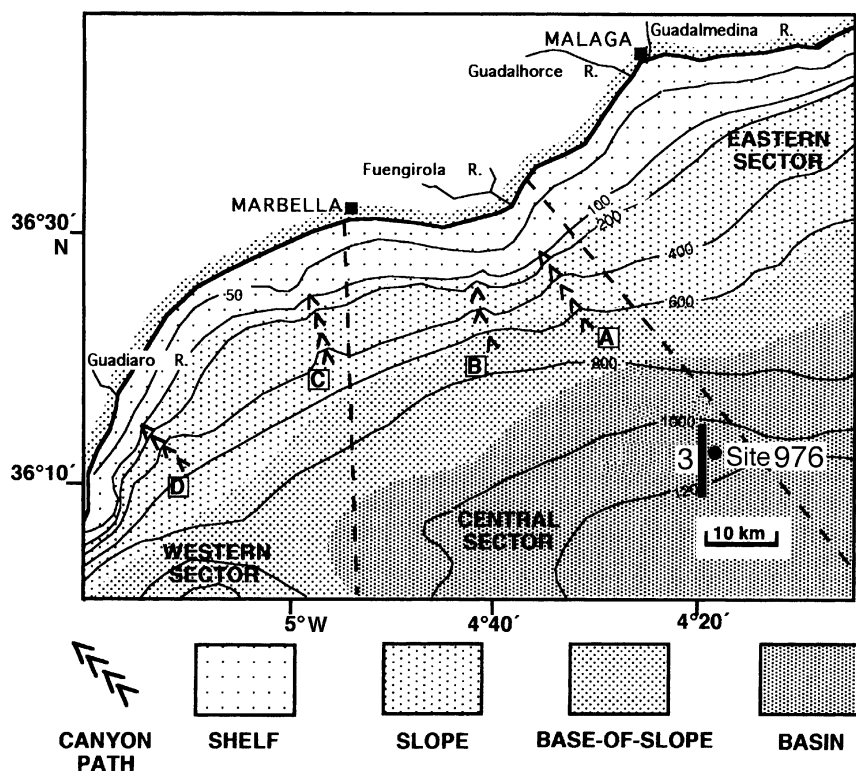 Guadalmedina R.
MALAGA
Guadalhorce R.
EASTERN
SECTOR
Fuengirola R.
MARBELLA
36°30´
N
100
200
400
50
600
A
Guadiaro R.
B
800
C
1000
36°10´
3
Site 976
D
10 km
CENTRAL
SECTOR
WESTERN
SECTOR
5°W
4°40´
4°20´
CANYON
PATH
SHELF
SLOPE
BASE-OF-SLOPE
BASIN